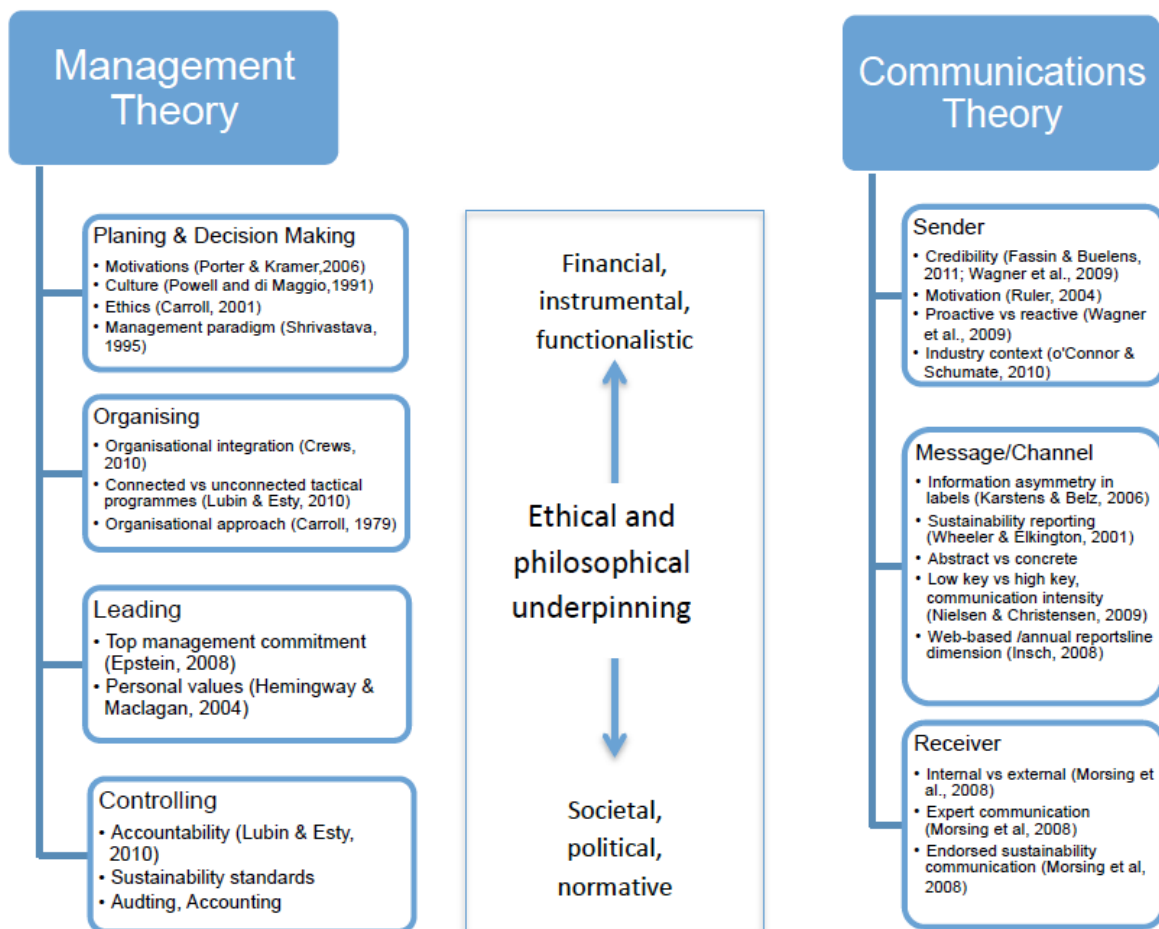 Management
Theory
Planing & Decision Making
• Motivations (Porter & Kramer,2006)
• Culture (Powell and di Maggio,1991)
• Ethics (Carroll, 2001)
• Management paradigm (Shrivastava,
1995)
Organising
• Organisational integration (Crews,
2010)
• Connected vs unconnected tactical
programmes (Lubin & Esty, 2010)
• Organisational approach (Carroll, 1979)
Leading
• Top management commitment
(Epstein, 2008)
• Personal values (Hemingway &
Maclagan, 2004)
Controlling
• Accountability (Lubin & Esty,
2010)
• Sustainability standards
• Audting, Accounting
Financial,
instrumental,
functionalistic
Ethical and
philosophical
underpinning
Societal,
political,
normative
Communications
Theory
Sender
• Credibility (Fassin & Buelens,
2011; Wagner et al., 2009)
• Motivation (Ruler, 2004)
• Proactive vs reactive (Wagner
et al., 2009)
• Industry context (o'Connor &
Schumate, 2010)
Message/Channel
• Information asymmetry in
labels (Karstens & Belz, 2006)
• Sustainability reporting
(Wheeler & Elkington, 2001)
• Abstract vs concrete
• Low key vs high key,
communication intensity
(Nielsen & Christensen, 2009)
• Web-based /annual reportsline
dimension (Insch, 2008)
Receiver
• Internal vs external (Morsing et
al., 2008)
• Expert communication
(Morsing et al, 2008)
• Endorsed sustainability
communication (Morsing et al,
2008)